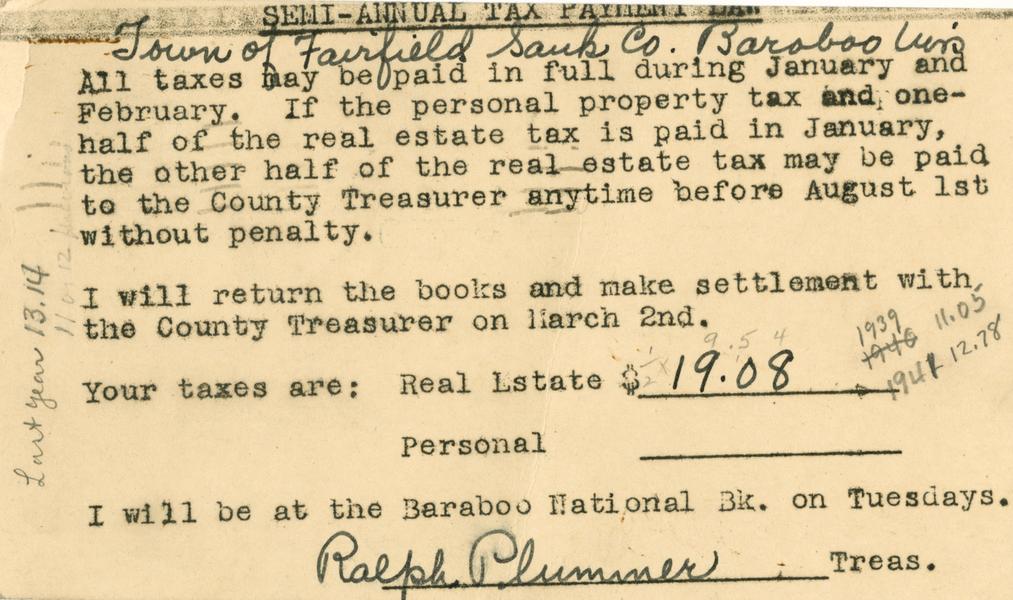 SEMI-ANNUAL TAX PAYMENT LAW
Town of Fairfield Sauk Co. Baraboo Wis
All taxes may be paid in full during January and
February. If the personal property tax and one-
half of the real estate tax is paid in January,
the other half of the real estate tax may be paid
to the County Treasurer anytime before August 1st
without penalty.
I will return the books and make settlement with
the County Treasurer on March 2nd.
9.54
1939 11.05
1940
1941 12.78
Your taxes are: Real Lstate $ 19.08
Personal
I will be at the Baraboo National Bk. on Tuesdays.
Ralph Plummer Treas.
Last year 13.14